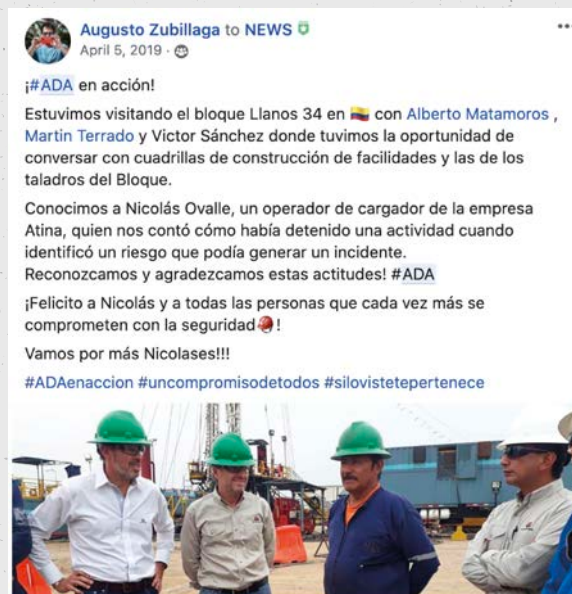 Augusto Zubillaga to NEWS
April 5, 2019 ·
¡#ADA en acción!
Estuvimos visitando el bloque Llanos 34 en 🇨🇴 con Alberto Matamoros ,
Martin Terrado y Victor Sánchez donde tuvimos la oportunidad de
conversar con cuadrillas de construcción de facilidades y las de los
taladros del Bloque.
Conocimos a Nicolás Ovalle, un operador de cargador de la empresa
Atina, quien nos contó cómo había detenido una actividad cuando
identificó un riesgo que podía generar un incidente.
Reconozcamos y agradezcamos estas actitudes! #ADA
¡Felicito a Nicolás y a todas las personas que cada vez más se
comprometen con la seguridad !
Vamos por más Nicolases!!!
#ADAenaccion #uncompromisodetodos #silovistetepertenece